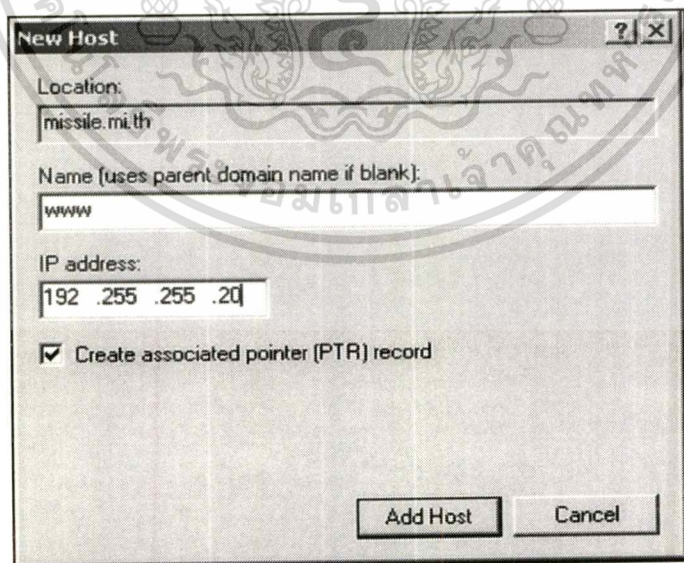 New Host
Location:
missile.mi.th
Name (uses parent domain name if blank):
www
IP address:
192 .255 .255 .20
Create associated pointer (PTR) record
Add Host
Cancel